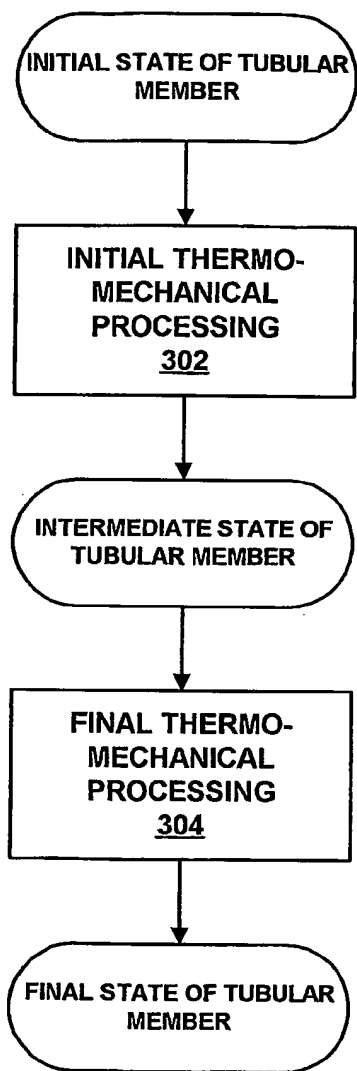 INITIAL STATE OF TUBULAR
MEMBER
INITIAL THERMO-
MECHANICAL
PROCESSING
302
INTERMEDIATE STATE OF
TUBULAR MEMBER
FINAL THERMO-
MECHANICAL
PROCESSING
304
FINAL STATE OF TUBULAR
MEMBER